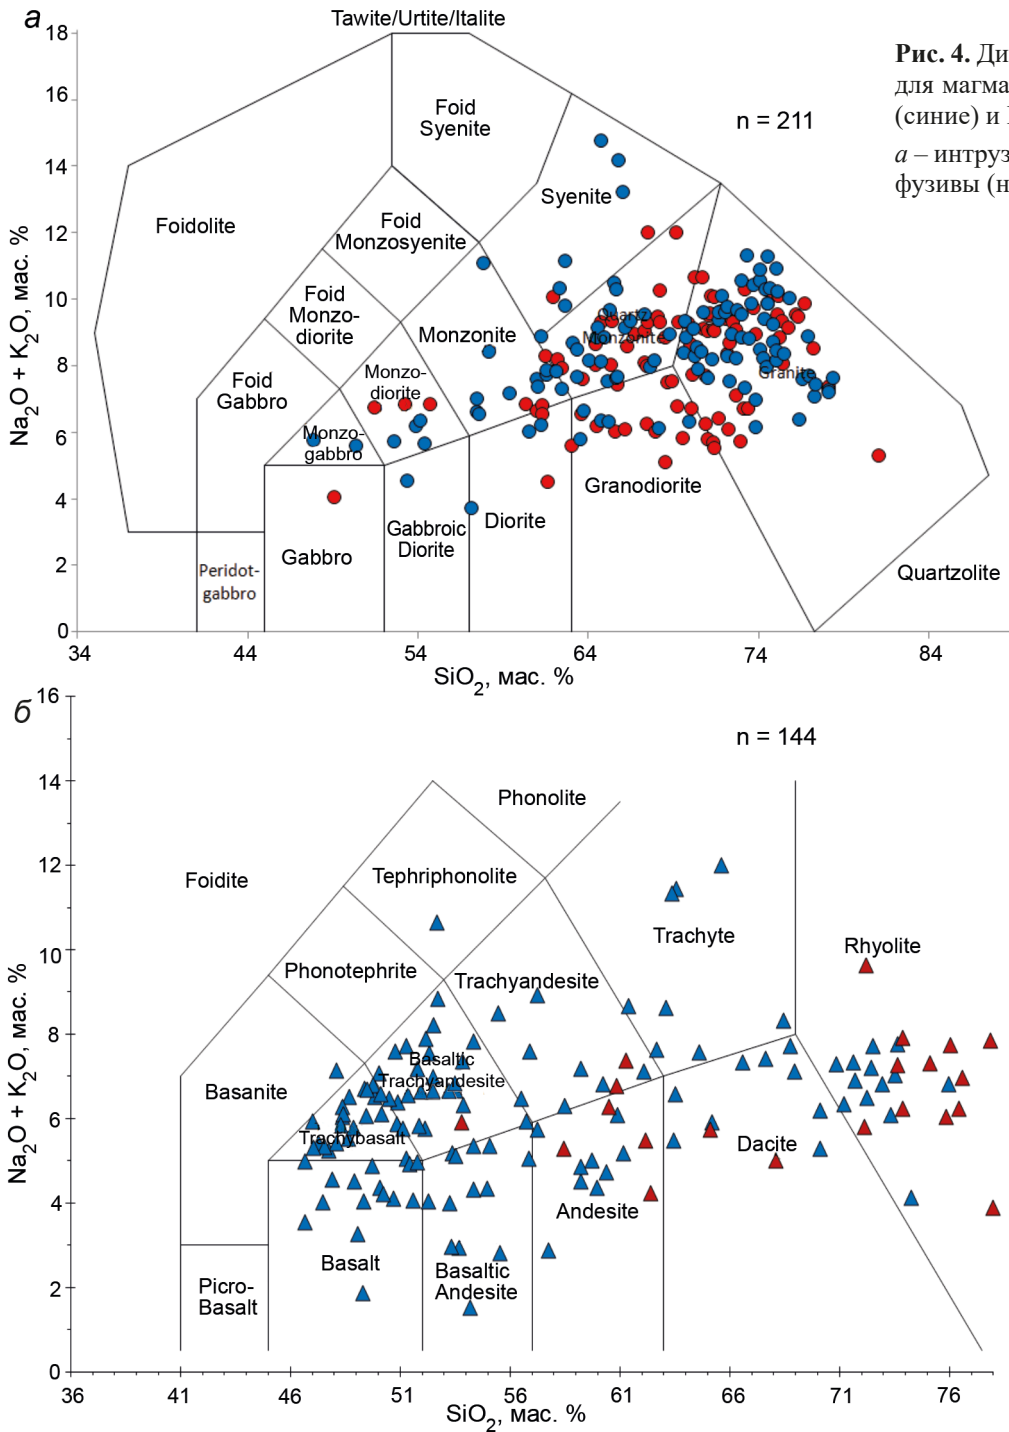 а
Tawite/Urtite/Italite
18
16
14
12
10
8
6
4
2
0
Na2O + K2O, мас. %
Foid
Syenite
n = 211
Syenite
Foidolite
Foid
Monzosyenite
Foid
Monzo-
diorite
Monzonite
Quartz
Monzonite
Foid
Gabbro
Monzo-
diorite
Granite
Monzo-
gabbro
Granodiorite
Diorite
Gabbroic
Diorite
Gabbro
Peridot-
gabbro
Quartzolite
34
44
54
64
74
84
SiO2, мас. %
Рис. 4. Ди
для магма
(синие) и
а – интруз
фузивы (н
б
16
14
12
10
8
6
4
2
0
Na2O + K2O, мас. %
n = 144
Phonolite
Foidite
Tephriphonolite
Trachyte
Rhyolite
Phonotephrite
Trachyandesite
Basaltic
Trachyandesite
Basanite
Trachybasalt
Dacite
Andesite
Basalt
Basaltic
Andesite
Picro-
Basalt
36
41
46
51
56
61
66
71
76
SiO2, мас. %